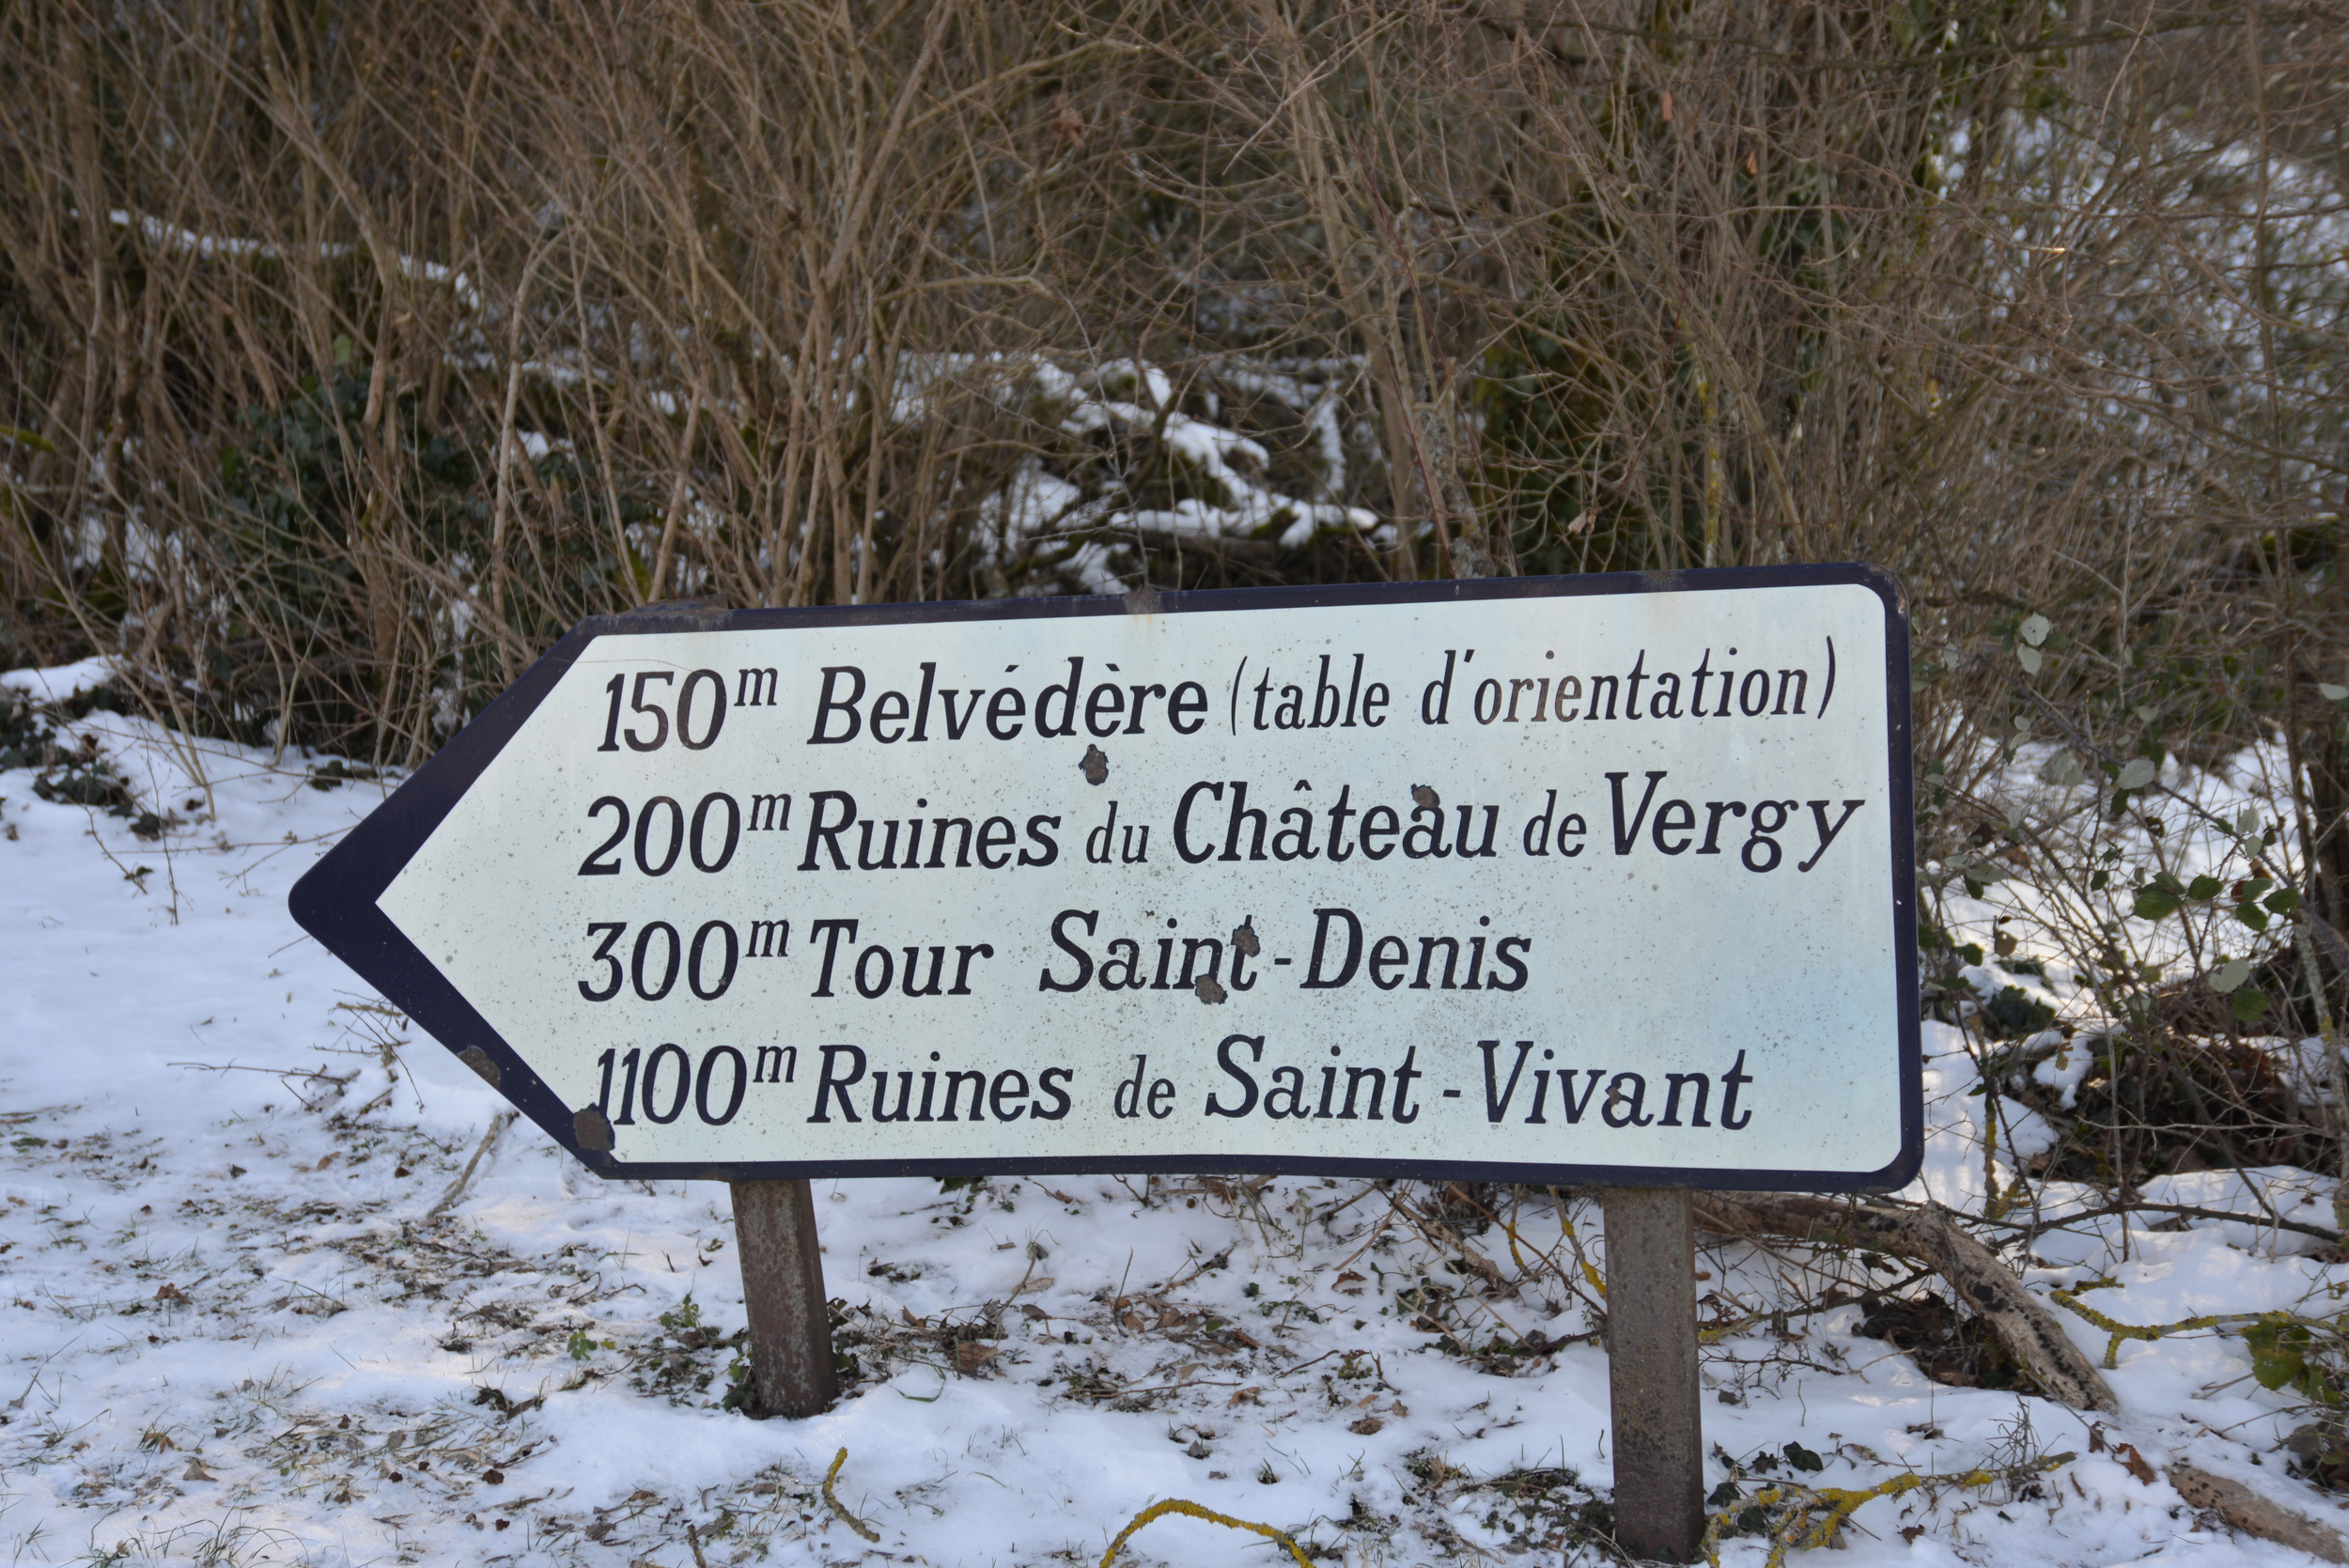 150m Belvédère (table d'orientation)
200m Ruines du Château de Vergy
300m Tour Saint-Denis
1100m Ruines de Saint-Vivant